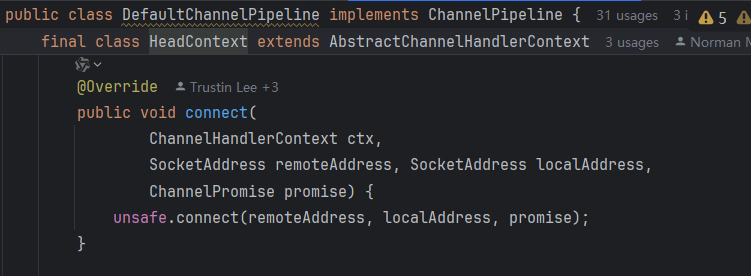 public class DefaultChannelPipeline implements ChannelPipeline { 31 usages 3 i 5
final class HeadContext extends AbstractChannelHandlerContext 3 usages Norman M
@Override Trustin Lee +3
public void connect(
ChannelHandlerContext ctx,
SocketAddress remoteAddress, SocketAddress localAddress,
ChannelPromise promise) {
unsafe.connect(remoteAddress, localAddress, promise);
}